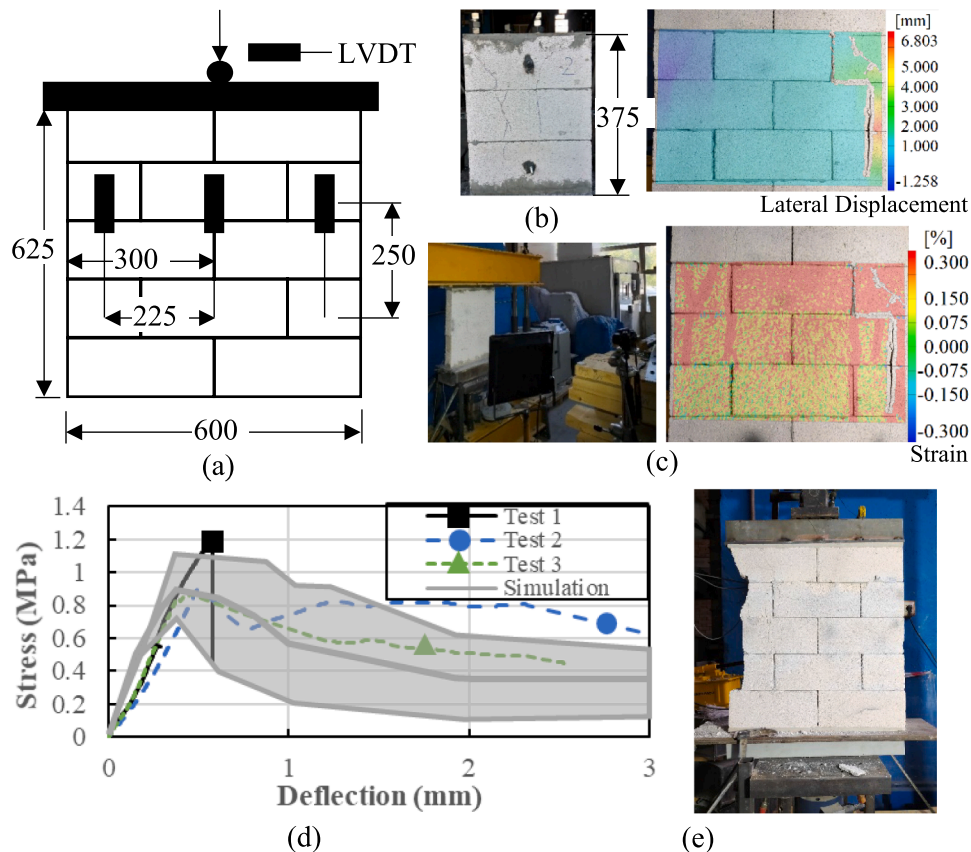 LVDT
625
300
225
250
600
(a)
2
375
(b)
[mm]
6.803
6.000
5.000
4.000
3.000
2.000
1.000
-1.258
Lateral Displacement
[%]
0.300
0.150
0.075
0.000
-0.075
-0.150
-0.300
Strain
(c)
Stress (MPa)
1.4
1.2
1
0.8
0.6
0.4
0.2
0
0
1
2
3
Deflection (mm)
Test 1
Test 2
Test 3
Simulation
(d)
(e)